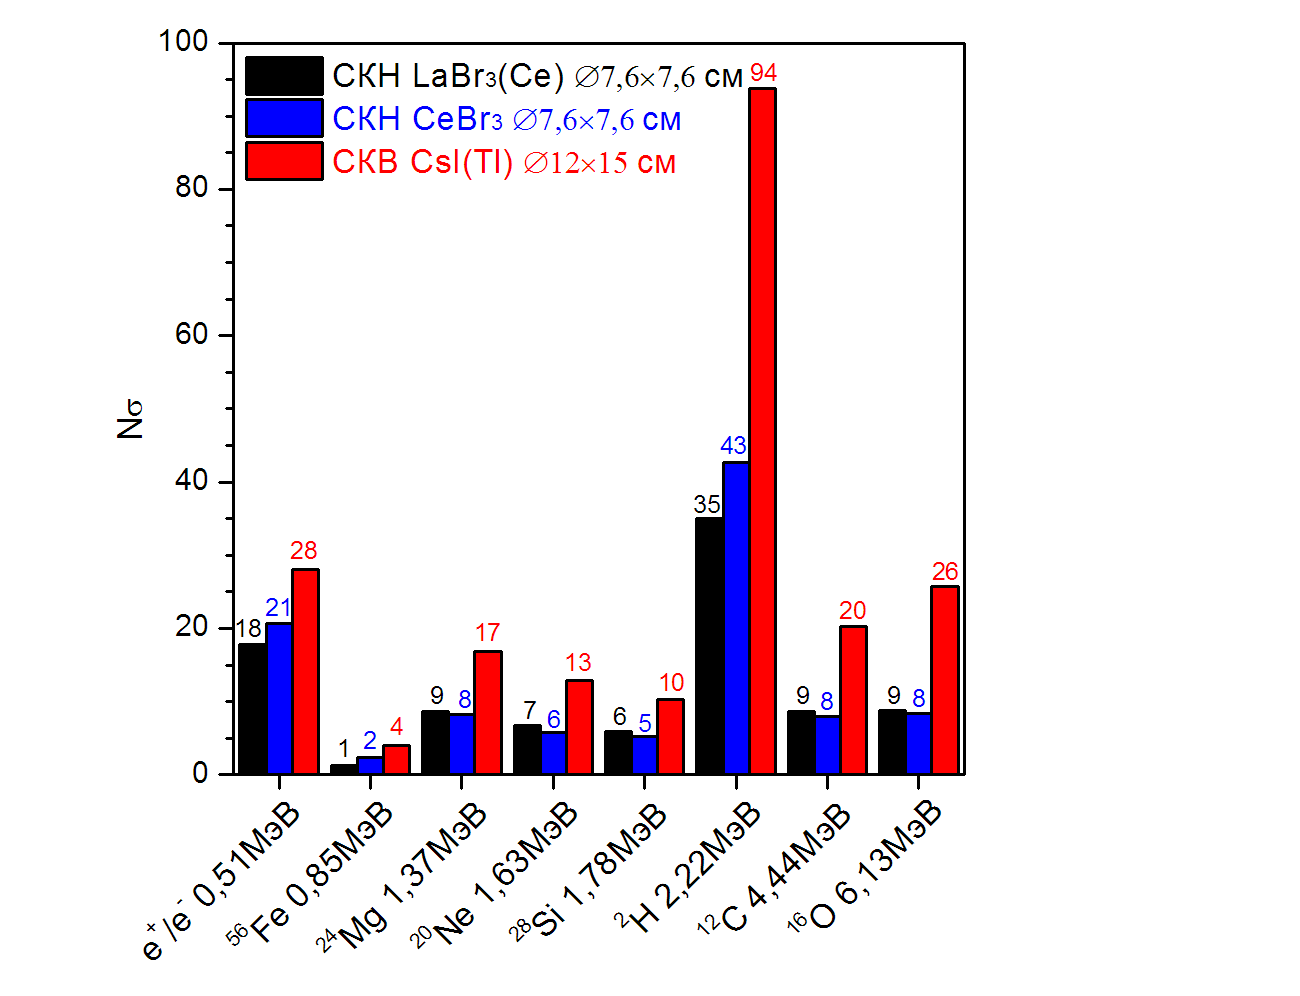 100
80
60
40
20
0
Nσ
СКН LaBr₃(Ce) ∅7,6×7,6 см
СКН CeBr₃ ∅7,6×7,6 см
СКВ CsI(Tl) ∅12×15 см
18 21 28
1 2 4
9 8 17
7 6 13
6 5 10
35 43 94
9 8 20
9 8 26
e⁺/e⁻ 0,51МэВ
⁵⁶Fe 0,85МэВ
²⁴Mg 1,37МэВ
²⁰Ne 1,63МэВ
²⁸Si 1,78МэВ
²H 2,22МэВ
¹²C 4,44МэВ
¹⁶O 6,13МэВ